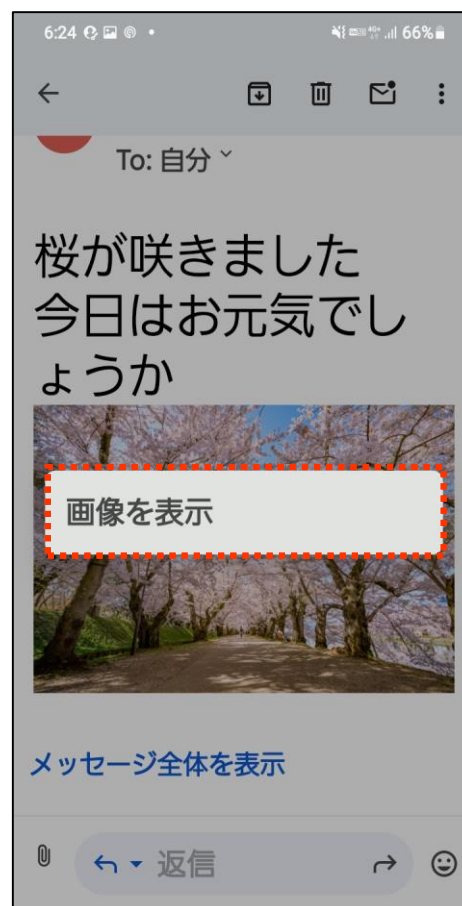 6:24
66%
To: 自分
桜が咲きました
今日はお元気でし
ょうか
画像を表示
メッセージ全体を表示
返信